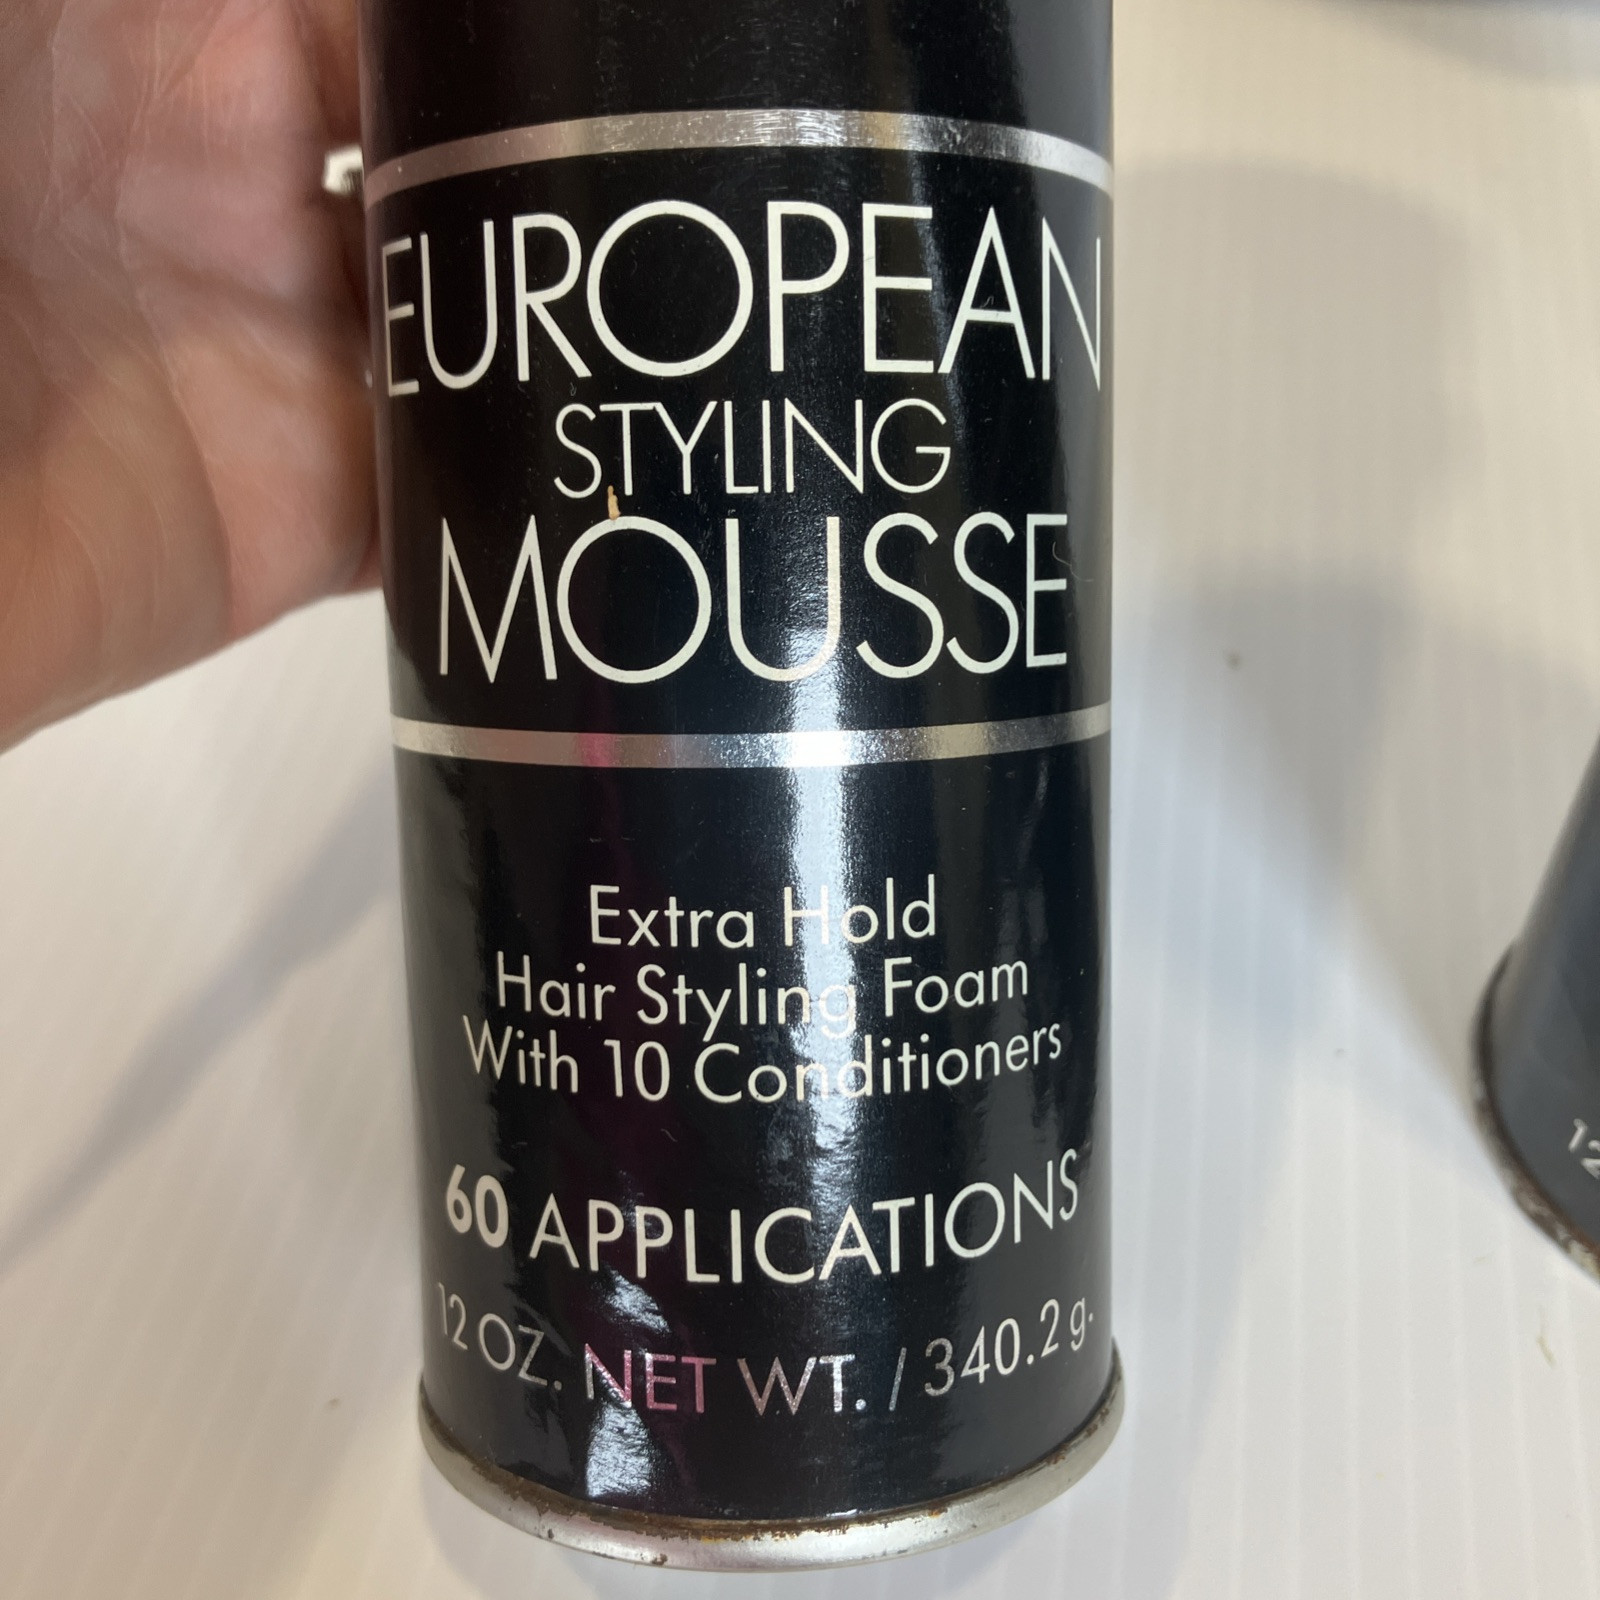 EUROPEAN
STYLING
MOUSSE
Extra Hold
Hair Styling Foam
With 10 Conditioners
60 APPLICATIONS
12 OZ. NET WT. / 340.2 g.
12